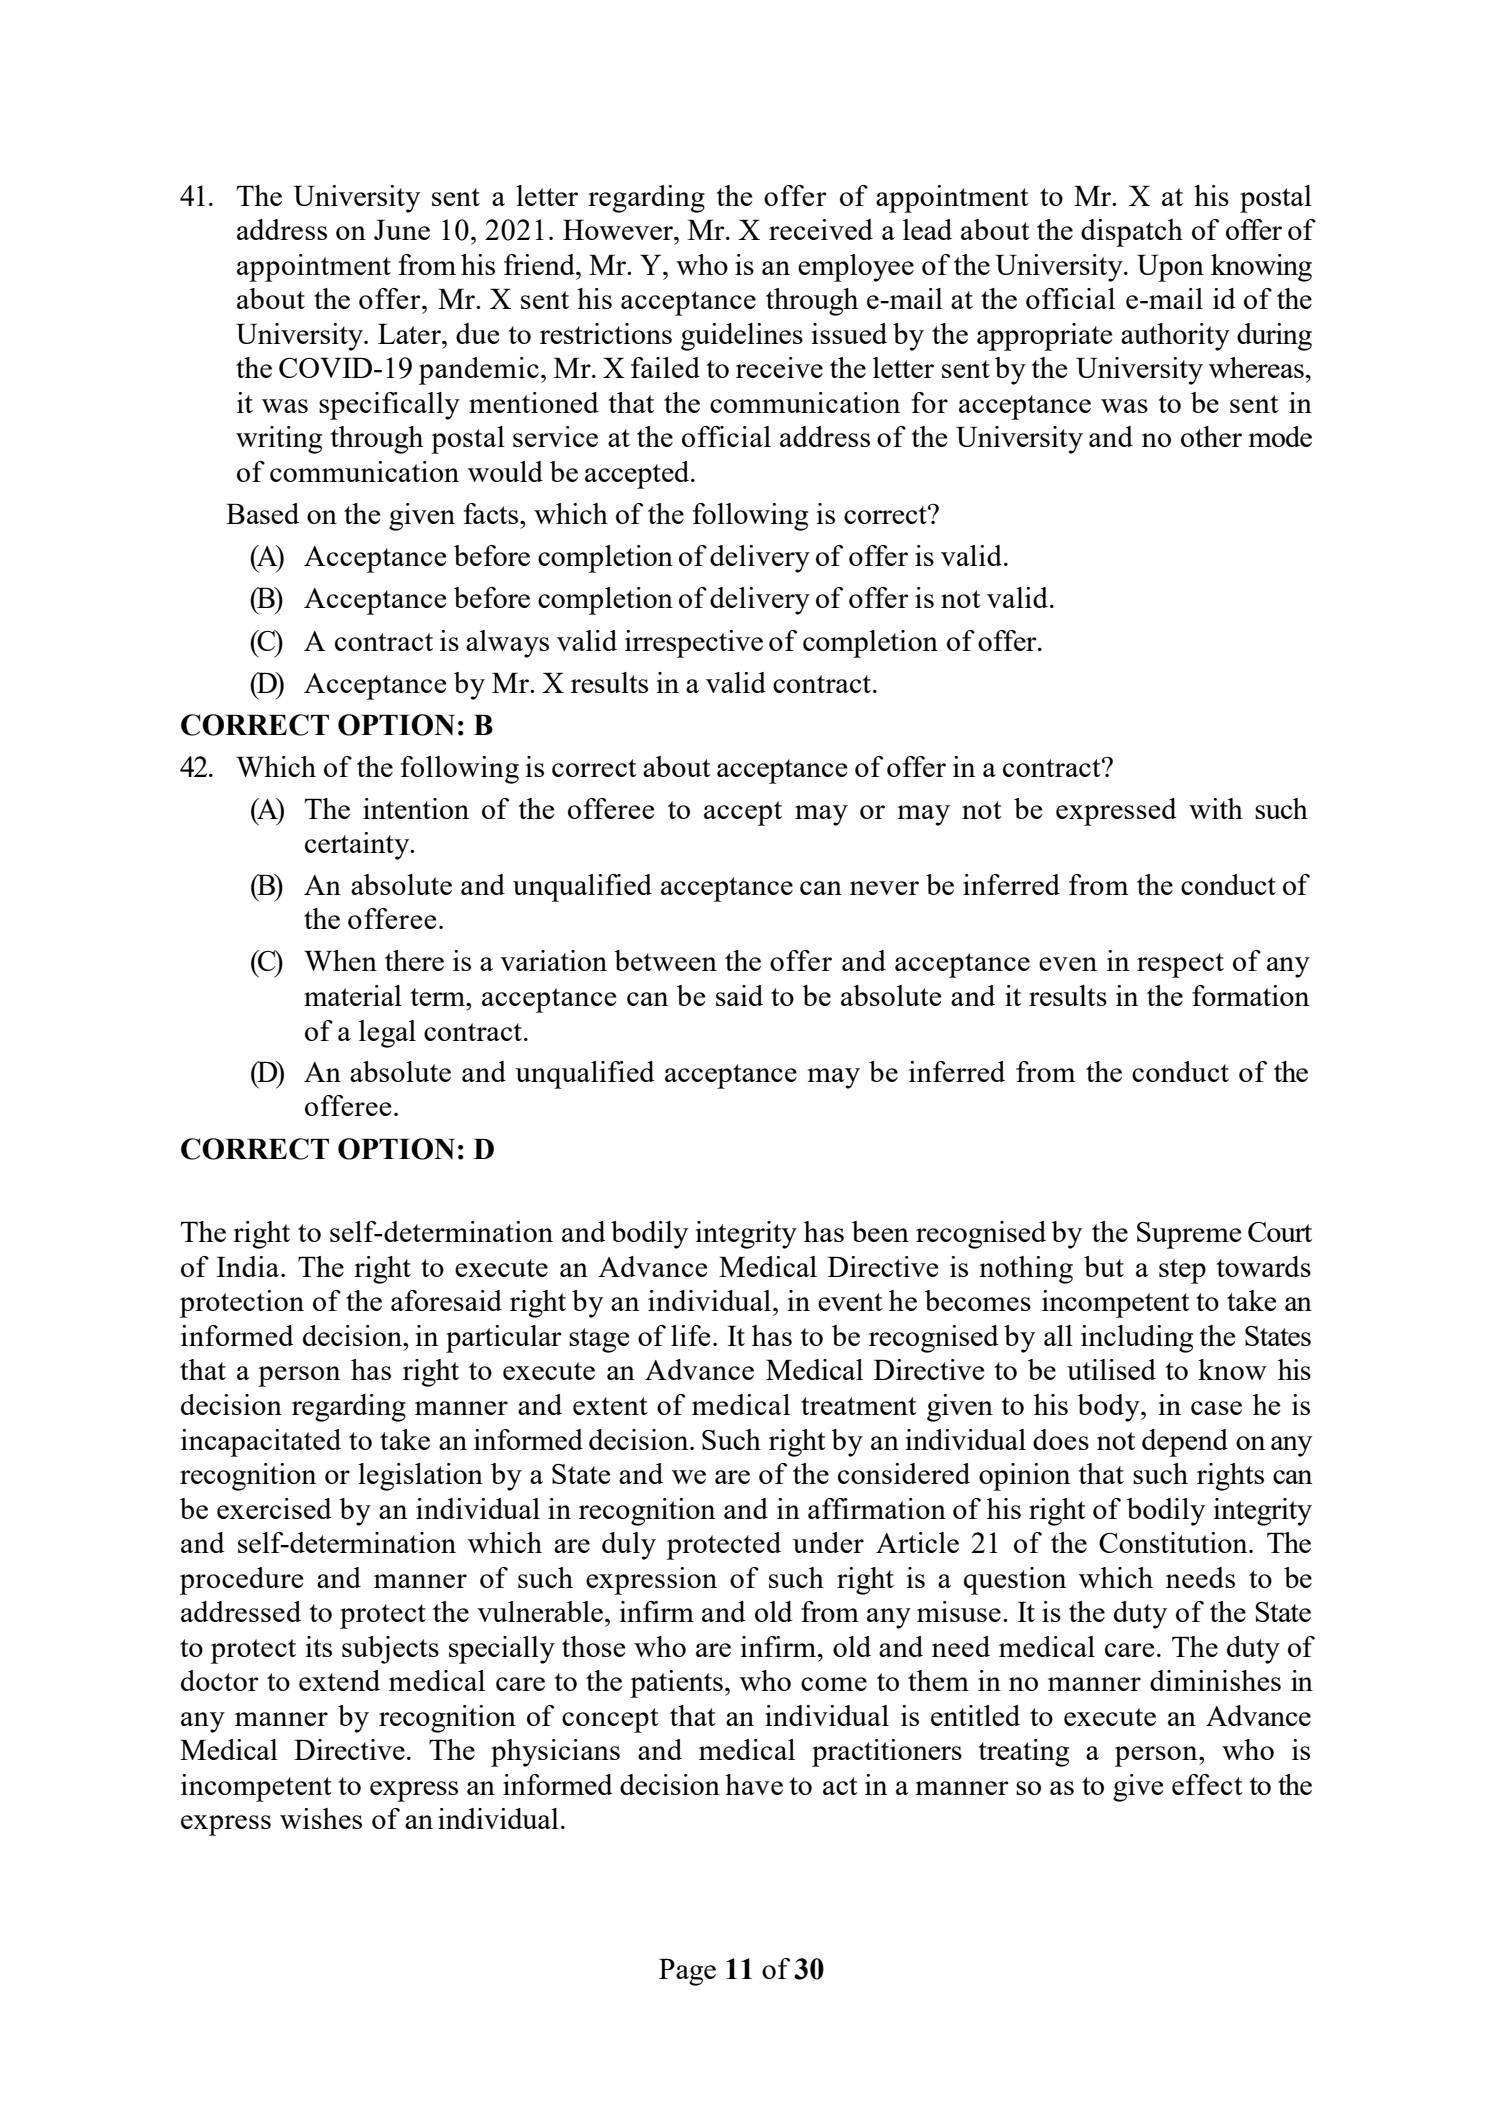 41. The University sent a letter regarding the offer of appointment to Mr. X at his postal
address on June 10, 2021. However, Mr. X received a lead about the dispatch of offer of
appointment from his friend, Mr. Y, who is an employee of the University. Upon knowing
about the offer, Mr. X sent his acceptance through e-mail at the official e-mail id of the
University. Later, due to restrictions guidelines issued by the appropriate authority during
the COVID-19 pandemic, Mr. X failed to receive the letter sent by the University whereas,
it was specifically mentioned that the communication for acceptance was to be sent in
writing through postal service at the official address of the University and no other mode
of communication would be accepted.
Based on the given facts, which of the following is correct?
(A) Acceptance before completion of delivery of offer is valid.
(B) Acceptance before completion of delivery of offer is not valid.
(C) A contract is always valid irrespective of completion of offer.
(D) Acceptance by Mr. X results in a valid contract.
CORRECT OPTION: B
42. Which of the following is correct about acceptance of offer in a contract?
(A) The intention of the offeree to accept may or may not be expressed with such
certainty.
(B) An absolute and unqualified acceptance can never be inferred from the conduct of
the offeree.
(C) When there is a variation between the offer and acceptance even in respect of any
material term, acceptance can be said to be absolute and it results in the formation
of a legal contract.
(D) An absolute and unqualified acceptance may be inferred from the conduct of the
offeree.
CORRECT OPTION: D
The right to self-determination and bodily integrity has been recognised by the Supreme Court
of India. The right to execute an Advance Medical Directive is nothing but a step towards
protection of the aforesaid right by an individual, in event he becomes incompetent to take an
informed decision, in particular stage of life. It has to be recognised by all including the States
that a person has right to execute an Advance Medical Directive to be utilised to know his
decision regarding manner and extent of medical treatment given to his body, in case he is
incapacitated to take an informed decision. Such right by an individual does not depend on any
recognition or legislation by a State and we are of the considered opinion that such rights can
be exercised by an individual in recognition and in affirmation of his right of bodily integrity
and self-determination which are duly protected under Article 21 of the Constitution. The
procedure and manner of such expression of such right is a question which needs to be
addressed to protect the vulnerable, infirm and old from any misuse. It is the duty of the State
to protect its subjects specially those who are infirm, old and need medical care. The duty of
doctor to extend medical care to the patients, who come to them in no manner diminishes in
any manner by recognition of concept that an individual is entitled to execute an Advance
Medical Directive. The physicians and medical practitioners treating a person, who is
incompetent to express an informed decision have to act in a manner so as to give effect to the
express wishes of an individual.
Page 11 of 30